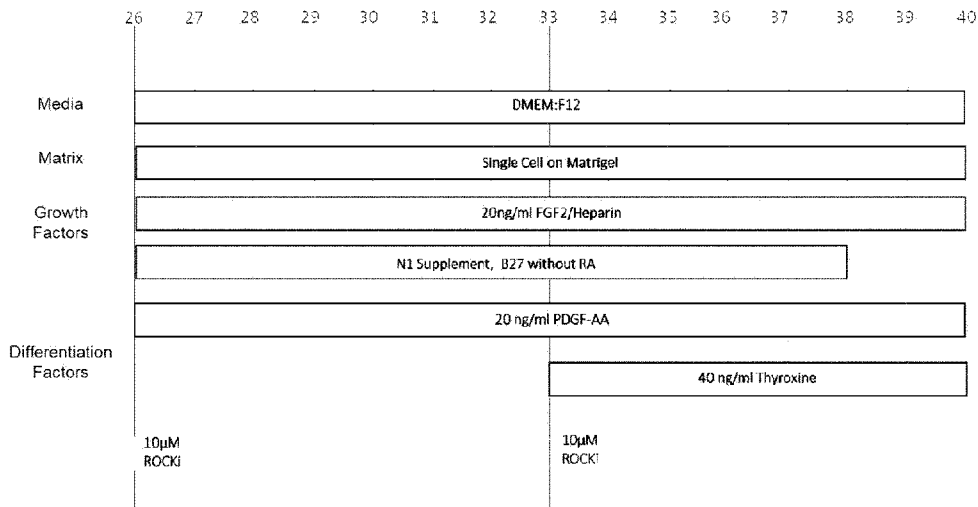 26 27 28 29 30 31 32 33 34 35 36 37 38 39 40
Media
DMEM:F12
Matrix
Single Cell on Matrigel
Growth
Factors
20ng/ml FGF2/Heparin
N1 Supplement, B27 without RA
20 ng/ml PDGF-AA
Differentiation
Factors
40 ng/ml Thyroxine
10µM
ROCKi
10µM
ROCKi